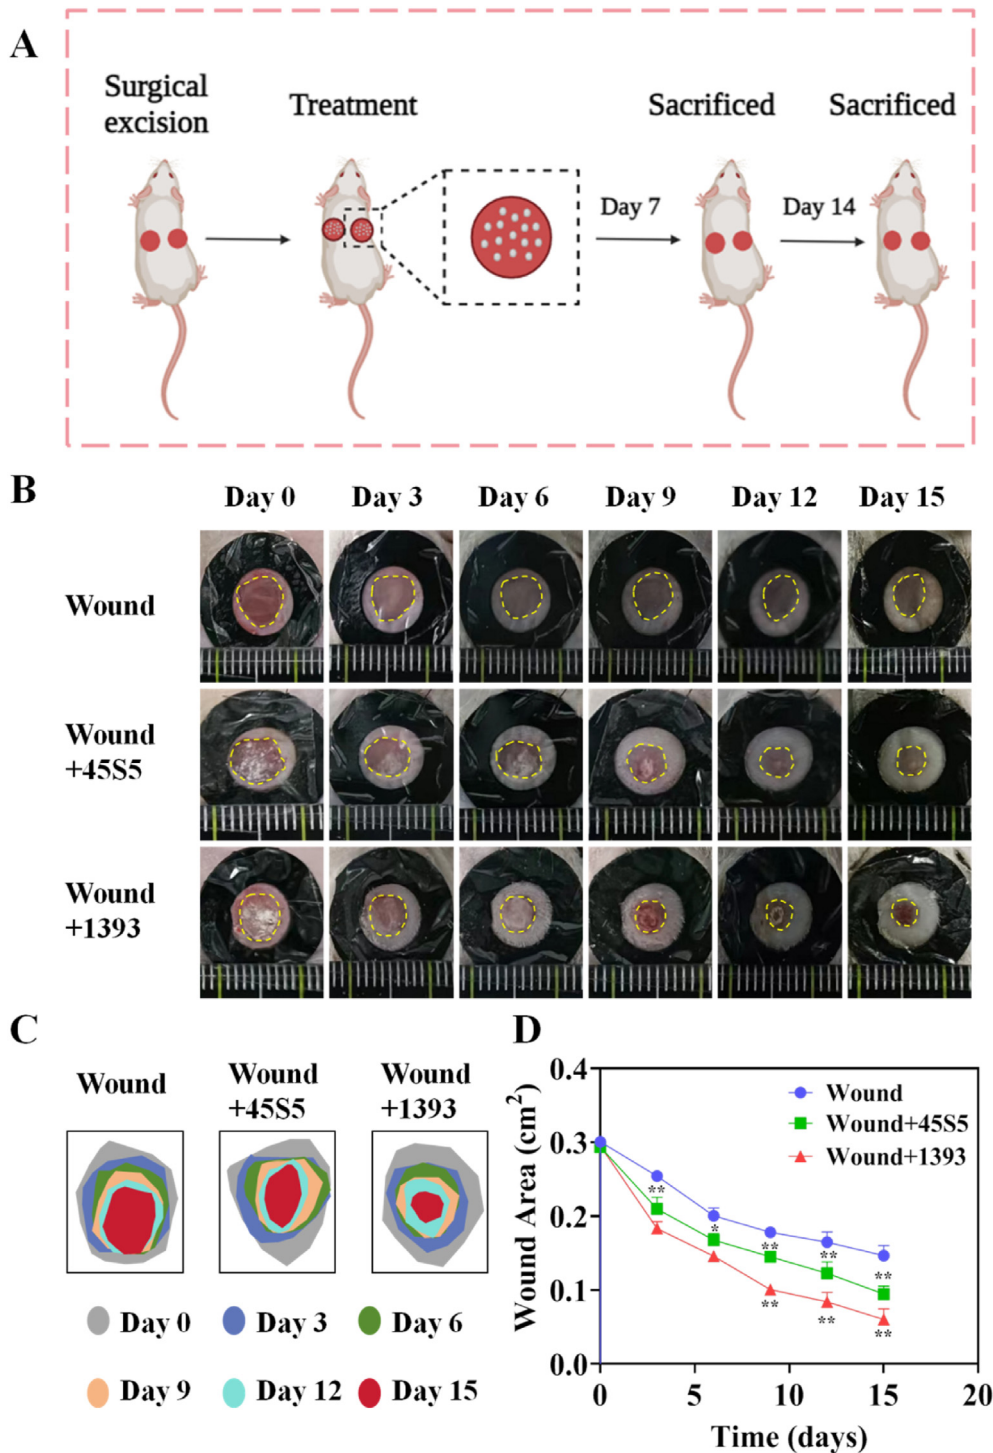 A
Surgical
excision
Treatment
Sacrificed
Sacrificed
Day 7
Day 14
B
Day 0
Day 3
Day 6
Day 9
Day 12
Day 15
Wound
Wound
+45S5
Wound
+1393
C
Wound
Wound
+45S5
Wound
+1393
Day 0
Day 3
Day 6
Day 9
Day 12
Day 15
D
Wound Area (cm²)
0.4
0.3
0.2
0.1
0.0
Wound
Wound+45S5
Wound+1393
**
*
**
**
**
**
**
**
0
5
10
15
20
Time (days)